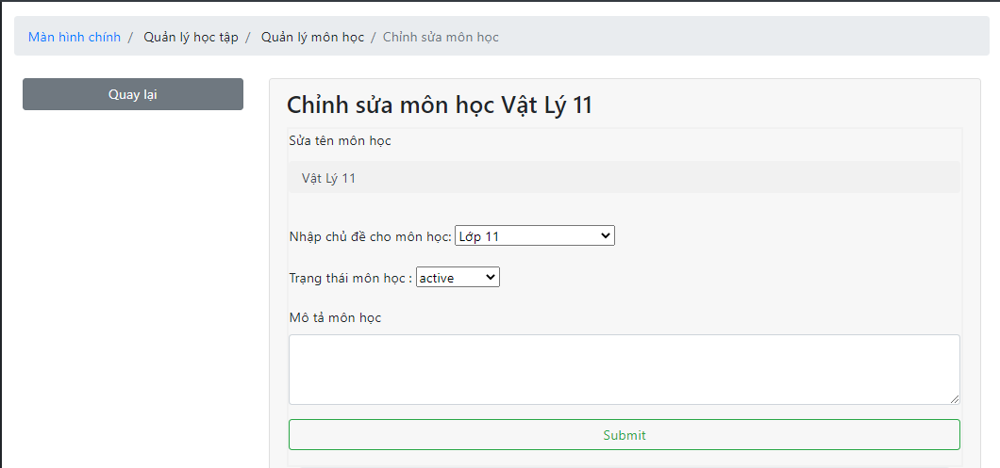 Màn hình chính / Quản lý học tập / Quản lý môn học / Chỉnh sửa môn học
Quay lại
Chỉnh sửa môn học Vật Lý 11
Sửa tên môn học
Vật Lý 11
Nhập chủ đề cho môn học: Lớp 11
Trạng thái môn học : active
Mô tả môn học
Submit